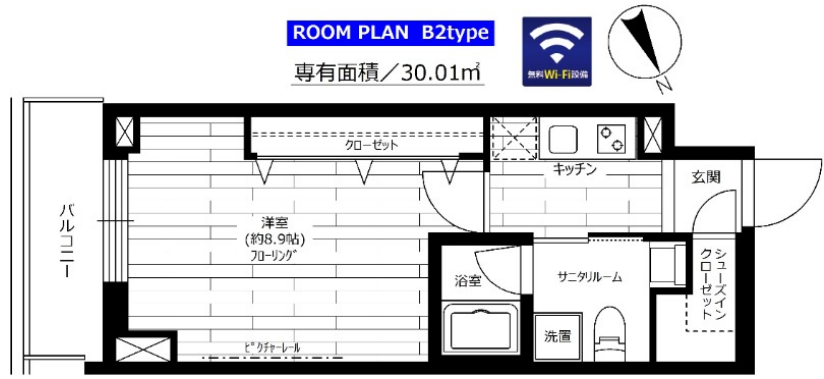 ROOM PLAN B2type
専有面積／30.01㎡
無料Wi-Fi設備
N
クローゼット
キッチン
玄関
バルコニー
洋室
(約8.9帖)
フローリング
浴室
サニタリルーム
シューズイン
クローゼット
洗置
ピクチャーレール